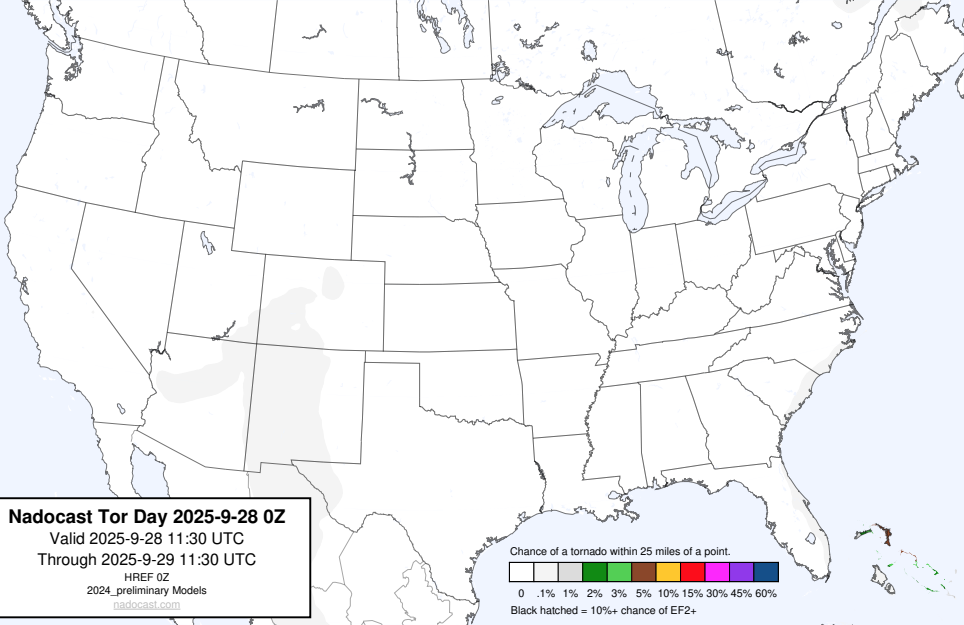 Nadocast Tor Day 2025-9-28 0Z
Valid 2025-9-28 11:30 UTC
Through 2025-9-29 11:30 UTC
HREF 0Z
2024_preliminary Models
nadocast.com
Chance of a tornado within 25 miles of a point.
0 .1% 1% 2% 3% 5% 10% 15% 30% 45% 60%
Black hatched = 10%+ chance of EF2+